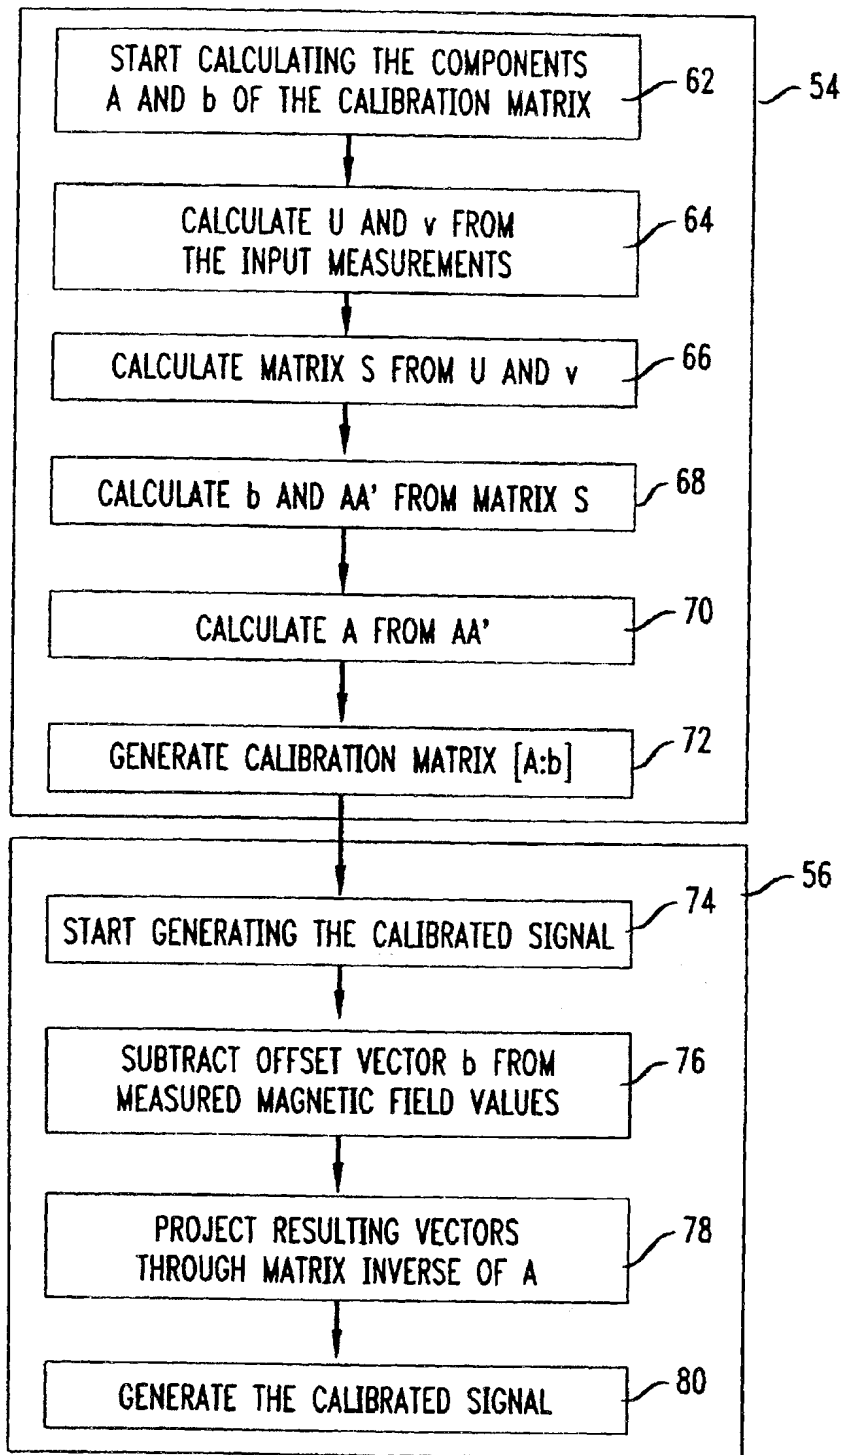 START CALCULATING THE COMPONENTS
A AND b OF THE CALIBRATION MATRIX
62
54
CALCULATE U AND v FROM
THE INPUT MEASUREMENTS
64
CALCULATE MATRIX S FROM U AND v
66
CALCULATE b AND AA' FROM MATRIX S
68
CALCULATE A FROM AA'
70
GENERATE CALIBRATION MATRIX [A:b]
72
56
START GENERATING THE CALIBRATED SIGNAL
74
SUBTRACT OFFSET VECTOR b FROM
MEASURED MAGNETIC FIELD VALUES
76
PROJECT RESULTING VECTORS
THROUGH MATRIX INVERSE OF A
78
GENERATE THE CALIBRATED SIGNAL
80